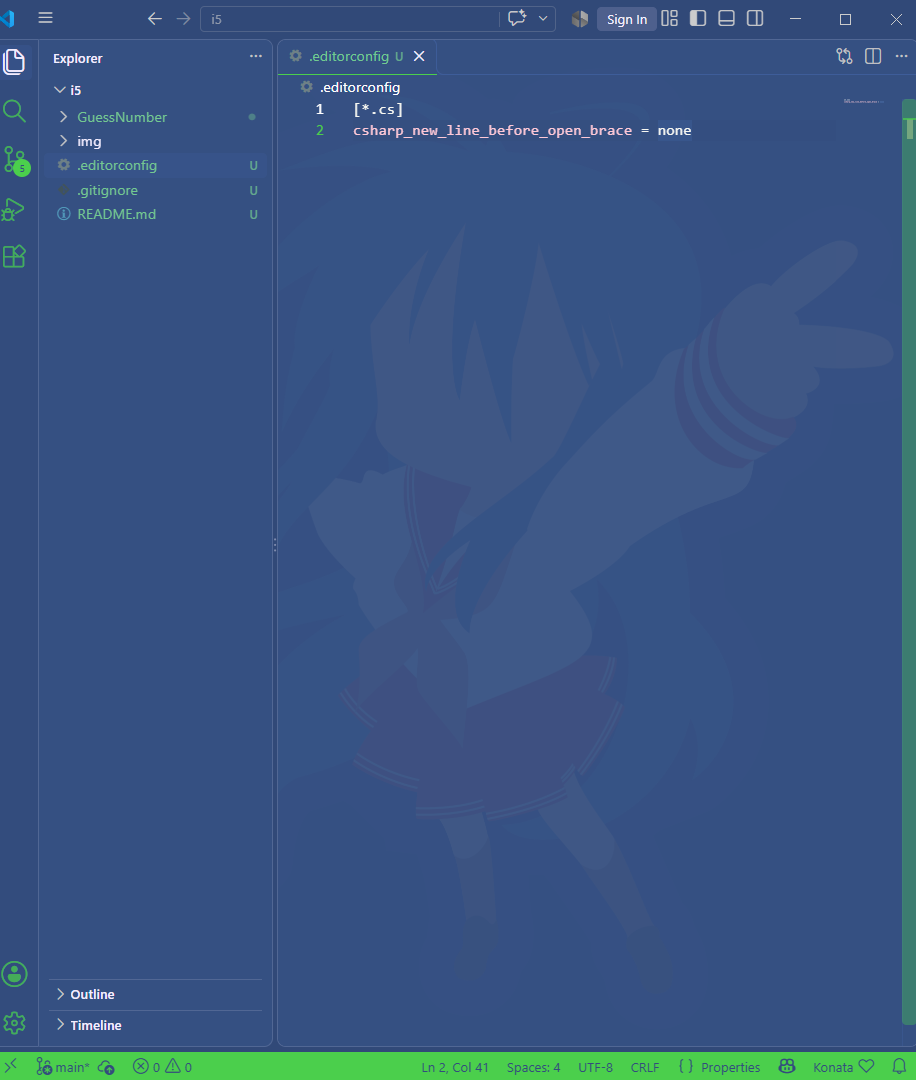 i5
Sign In
Explorer
i5
GuessNumber
img
.editorconfig U
.gitignore U
README.md U
5
.editorconfig U
.editorconfig
1 [*.cs]
2 csharp_new_line_before_open_brace = none
Outline
Timeline
main* 0 0 Ln 2, Col 41 Spaces: 4 UTF-8 CRLF { } Properties Konata